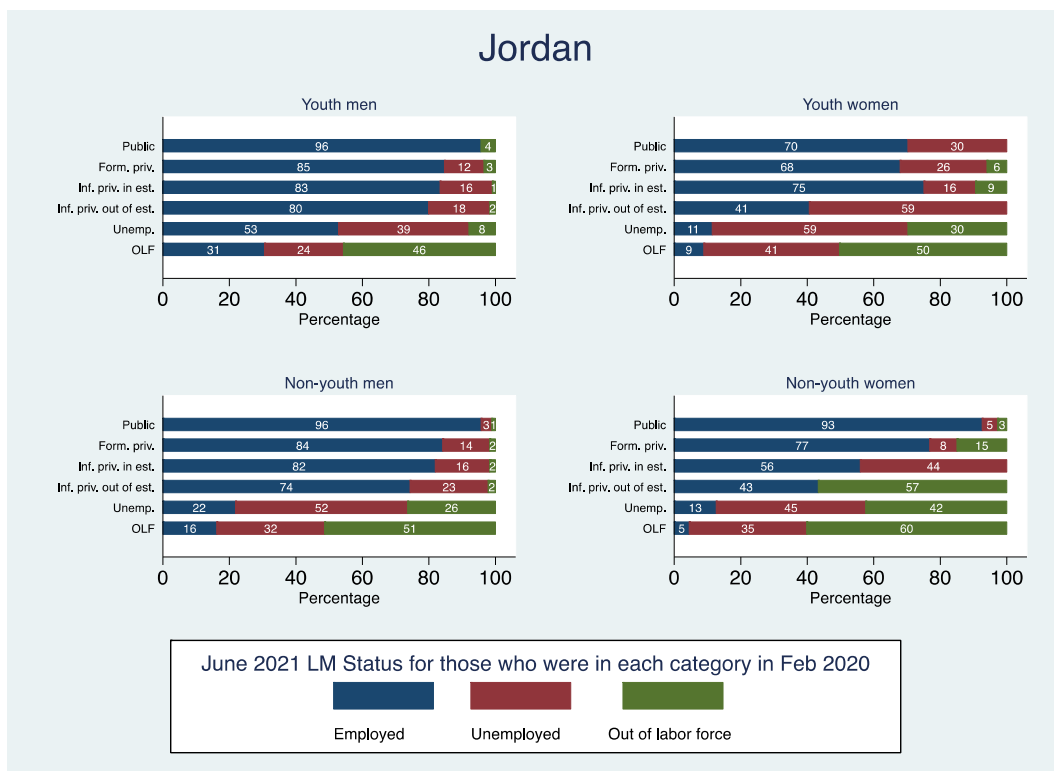 Jordan
Youth men
Public 96 4
Form. priv. 85 12 3
Inf. priv. in est. 83 16 1
Inf. priv. out of est. 80 18 2
Unemp. 53 39 8
OLF 31 24 46
0 20 40 60 80 100
Percentage
Youth women
Public 70 30
Form. priv. 68 26 6
Inf. priv. in est. 75 16 9
Inf. priv. out of est. 41 59
Unemp. 11 59 30
OLF 9 41 50
0 20 40 60 80 100
Percentage
Non-youth men
Public 96 3 1
Form. priv. 84 14 2
Inf. priv. in est. 82 16 2
Inf. priv. out of est. 74 23 2
Unemp. 22 52 26
OLF 16 32 51
0 20 40 60 80 100
Percentage
Non-youth women
Public 93 5 3
Form. priv. 77 8 15
Inf. priv. in est. 56 44
Inf. priv. out of est. 43 57
Unemp. 13 45 42
OLF 5 35 60
0 20 40 60 80 100
Percentage
June 2021 LM Status for those who were in each category in Feb 2020
Employed Unemployed Out of labor force